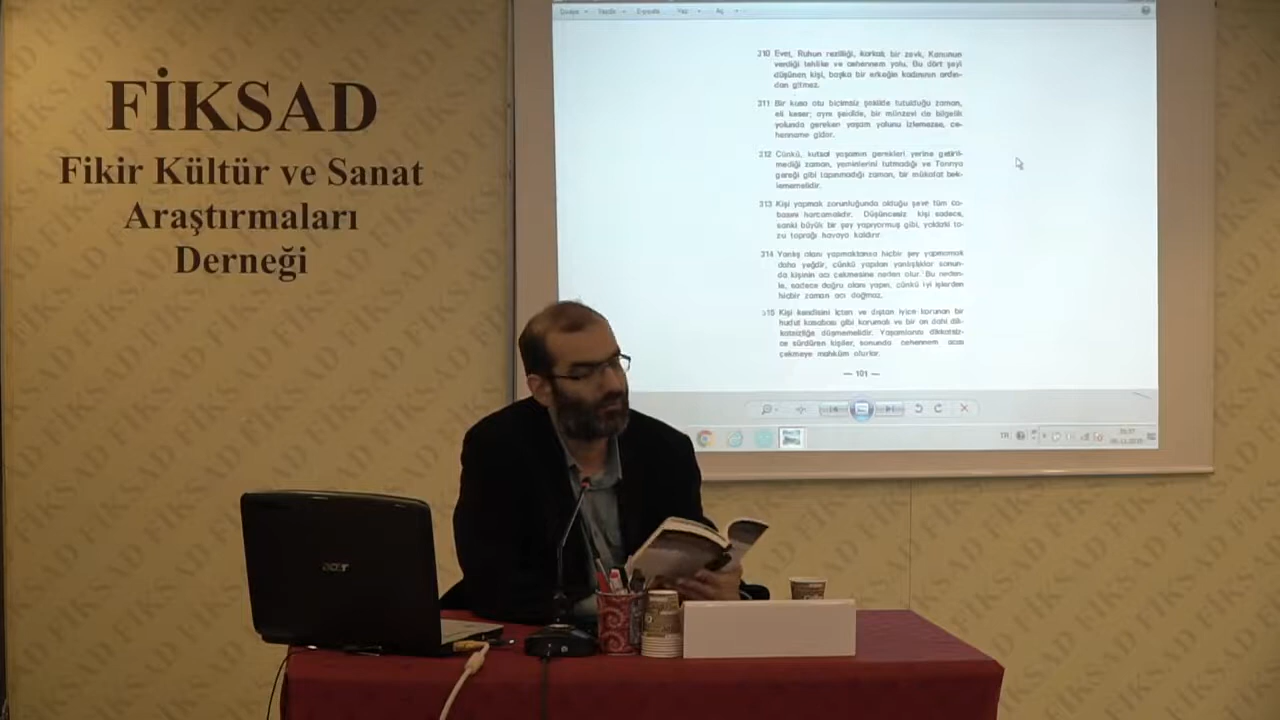 FİKSAD
Fikir Kültür ve Sanat
Araştırmaları
Derneği
310 Evet, Ruhun rezilliği, korkak bir zevk, Kanunun
verdiği tehlike ve cehennem yolu. Bu dört şeyi
düşünen kişi, başka bir erkeğin kadınının ardın-
dan gitmez.
311 Bir kusa otu biçimsiz şekilde tutulduğu zaman,
eli keser; aynı şekilde, bir münzevi de bilgelik
yolunda gereken yaşam yolunu izlemezse, ce-
henneme gider.
312 Çünkü, kutsal yaşamın gerekleri yerine getiril-
mediği zaman, yeminlerini tutmadığı ve Tanrıya
gereği gibi tapınmadığı zaman, bir mükafat bek-
lememelidir.
313 Kişi yapmak zorunluğunda olduğu şeye tüm ça-
basını harcamalıdır. Düşüncesiz kişi sadece,
sanki büyük bir şey yapıyormuş gibi, yoldaki to-
zu toprağı havaya kaldırır.
314 Yanlış olanı yapmaktansa hiçbir şey yapmamak
daha yeğdir, çünkü yapılan yanlışlıklar sonun-
da kişinin acı çekmesine neden olur. Bu neden-
le, sadece doğru olanı yapın, çünkü iyi işlerden
hiçbir zaman acı doğmaz.
315 Kişi kendisini içten ve dıştan iyice korunan bir
hudut kasabası gibi korumalı ve bir an dahi dik-
katsizliğe düşmemelidir. Yaşamlarını dikkatsiz-
ce sürdüren kişiler, sonunda cehennem acısı
çekmeye mahkûm olurlar.
— 101 —
TR
acer